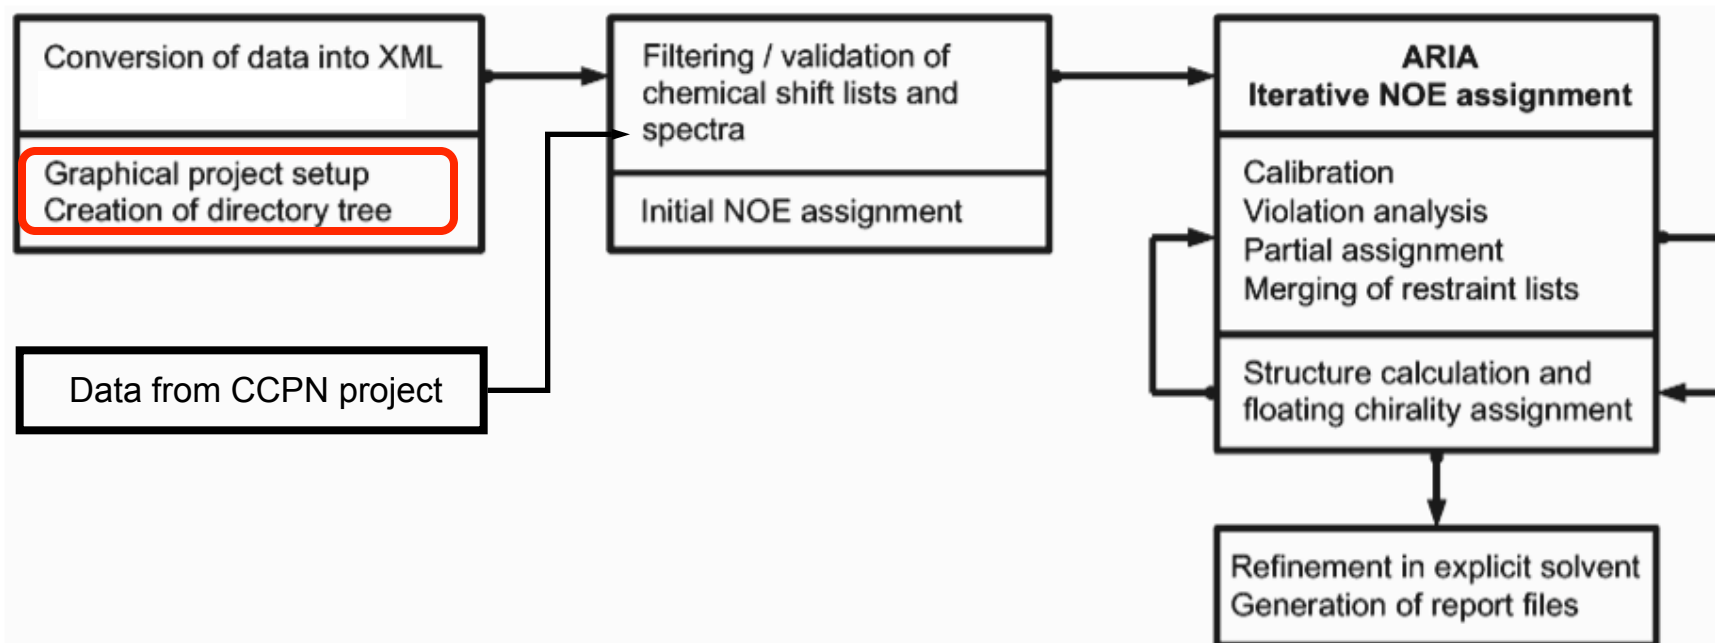 Conversion of data into XML
Graphical project setup
Creation of directory tree
Data from CCPN project
Filtering / validation of
chemical shift lists and
spectra
Initial NOE assignment
ARIA
Iterative NOE assignment
Calibration
Violation analysis
Partial assignment
Merging of restraint lists
Structure calculation and
floating chirality assignment
Refinement in explicit solvent
Generation of report files